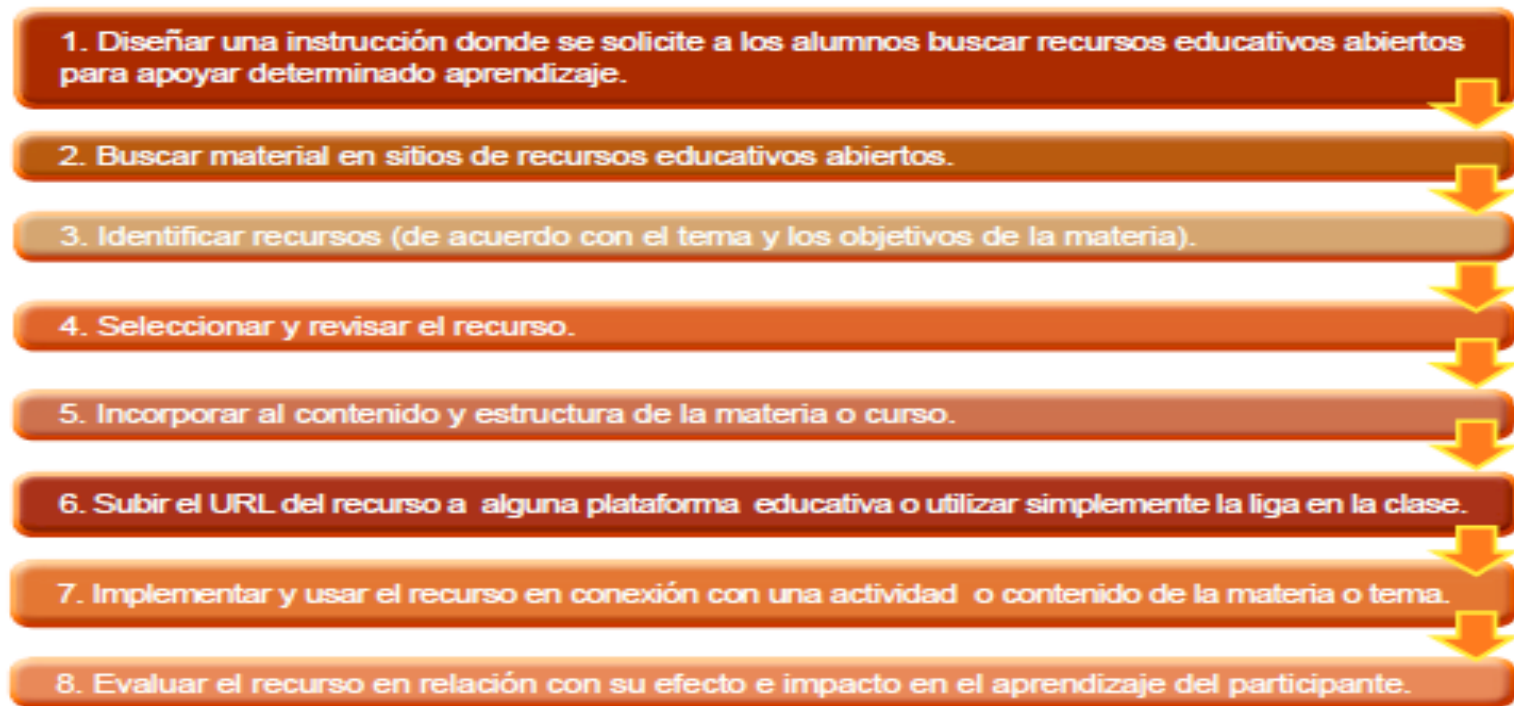 1. Diseñar una instrucción donde se solicite a los alumnos buscar recursos educativos abiertos
para apoyar determinado aprendizaje.
2. Buscar material en sitios de recursos educativos abiertos.
3. Identificar recursos (de acuerdo con el tema y los objetivos de la materia).
4. Seleccionar y revisar el recurso.
5. Incorporar al contenido y estructura de la materia o curso.
6. Subir el URL del recurso a alguna plataforma educativa o utilizar simplemente la liga en la clase.
7. Implementar y usar el recurso en conexión con una actividad o contenido de la materia o tema.
8. Evaluar el recurso en relación con su efecto e impacto en el aprendizaje del participante.